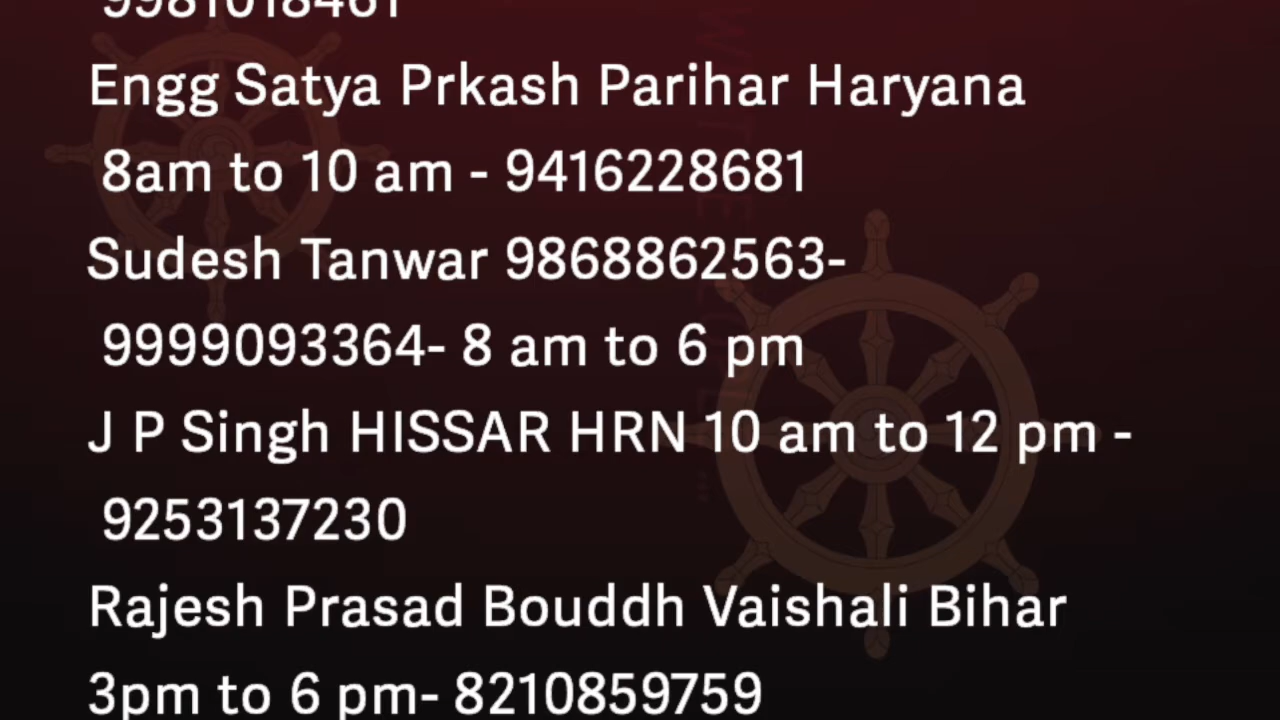 9981018461
Engg Satya Prkash Parihar Haryana
8am to 10 am - 9416228681
Sudesh Tanwar 9868862563-
9999093364- 8 am to 6 pm
J P Singh HISSAR HRN 10 am to 12 pm -
9253137230
Rajesh Prasad Bouddh Vaishali Bihar
3pm to 6 pm- 8210859759